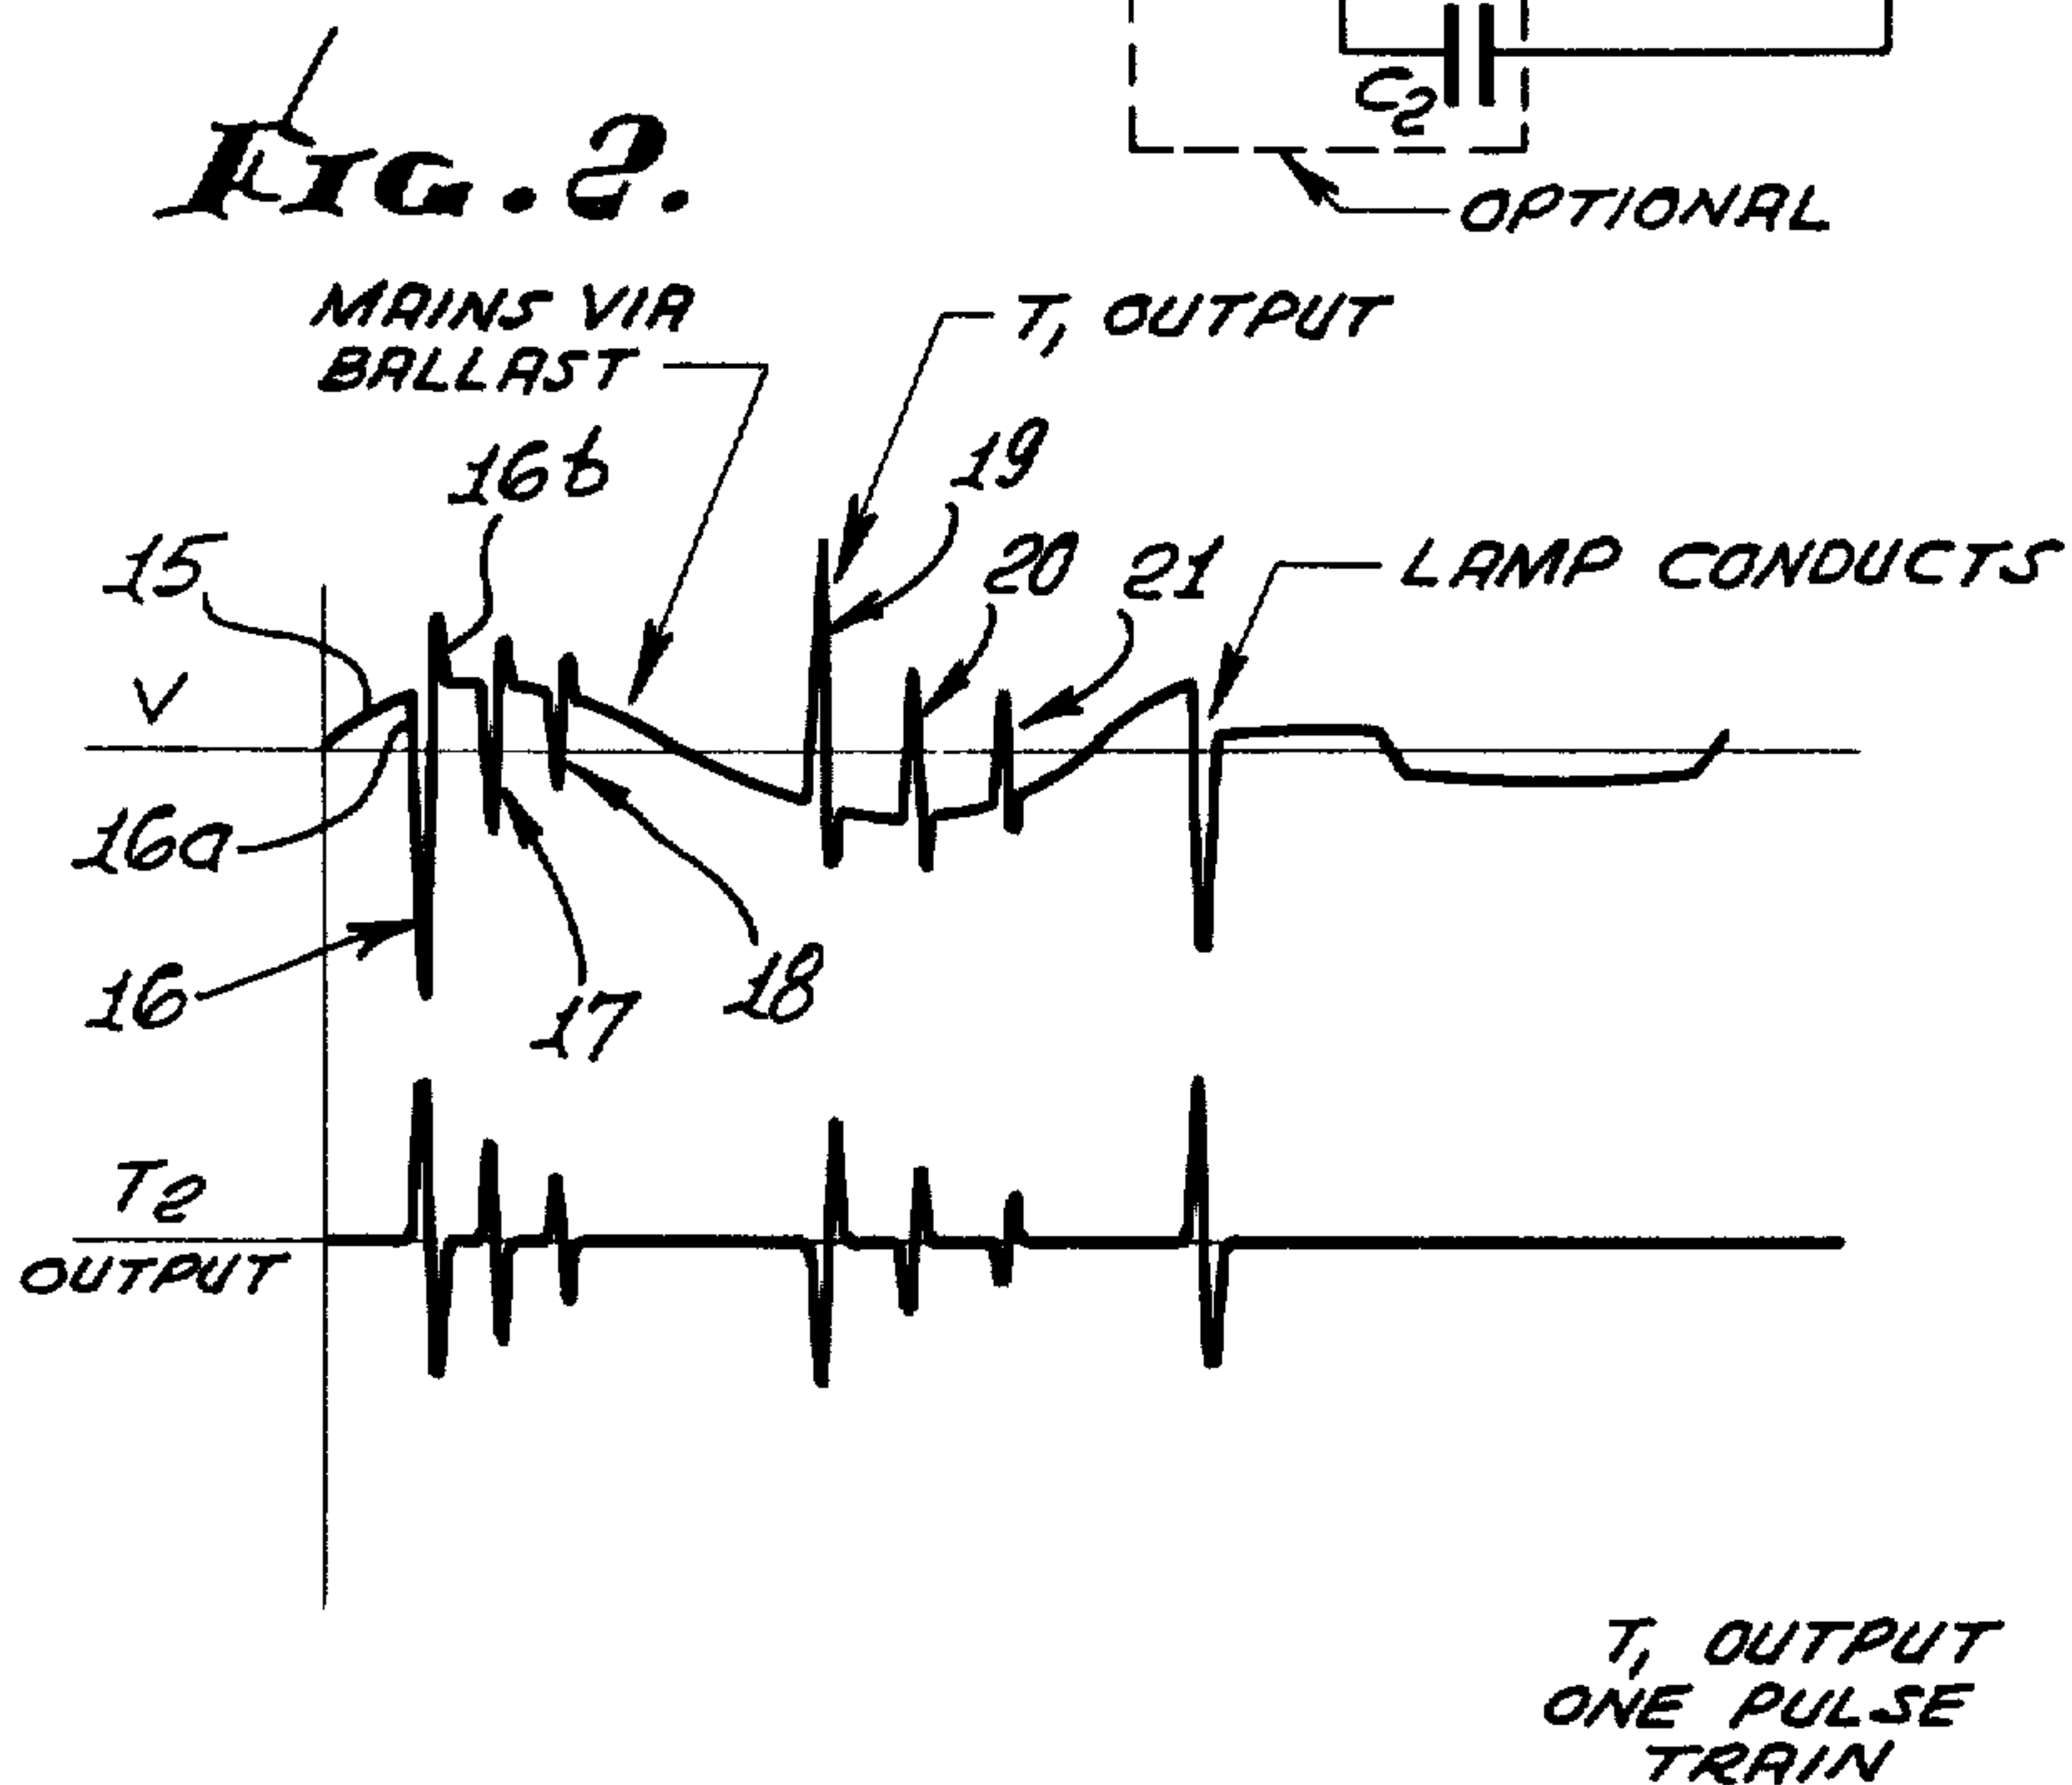 C2
OPTIONAL
FIG. 2.
MAINS VIA
BALLAST
T1 OUTPUT
16b
19
15
20
21
LAMP CONDUCTS
V
16a
16
17
18
T2
OUTPUT
T1 OUTPUT
ONE PULSE
TRAIN